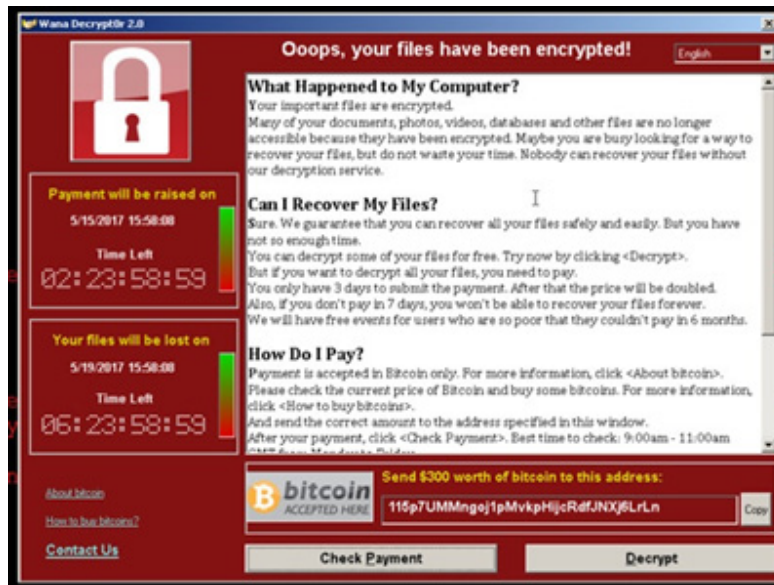 Wana Decrypt0r 2.0
Ooops, your files have been encrypted!
English
What Happened to My Computer?
Your important files are encrypted.
Many of your documents, photos, videos, databases and other files are no longer
accessible because they have been encrypted. Maybe you are busy looking for a way to
recover your files, but do not waste your time. Nobody can recover your files without
our decryption service.
Can I Recover My Files?
Sure. We guarantee that you can recover all your files safely and easily. But you have
not so enough time.
You can decrypt some of your files for free. Try now by clicking <Decrypt>.
But if you want to decrypt all your files, you need to pay.
You only have 3 days to submit the payment. After that the price will be doubled.
Also, if you don't pay in 7 days, you won't be able to recover your files forever.
We will have free events for users who are so poor that they couldn't pay in 6 months.
How Do I Pay?
Payment is accepted in Bitcoin only. For more information, click <About bitcoin>.
Please check the current price of Bitcoin and buy some bitcoins. For more information,
click <How to buy bitcoins>.
And send the correct amount to the address specified in this window.
After your payment, click <Check Payment>. Best time to check: 9:00am - 11:00am
GMT from Monday to Friday.
Payment will be raised on
5/15/2017 15:58:08
Time Left
02:23:58:59
Your files will be lost on
5/19/2017 15:58:08
Time Left
06:23:58:59
About bitcoin
How to buy bitcoins?
Contact Us
bitcoin
ACCEPTED HERE
Send $300 worth of bitcoin to this address:
115p7UMMngoj1pMvkpHijcRdfJNXj6LrLn
Copy
Check Payment
Decrypt